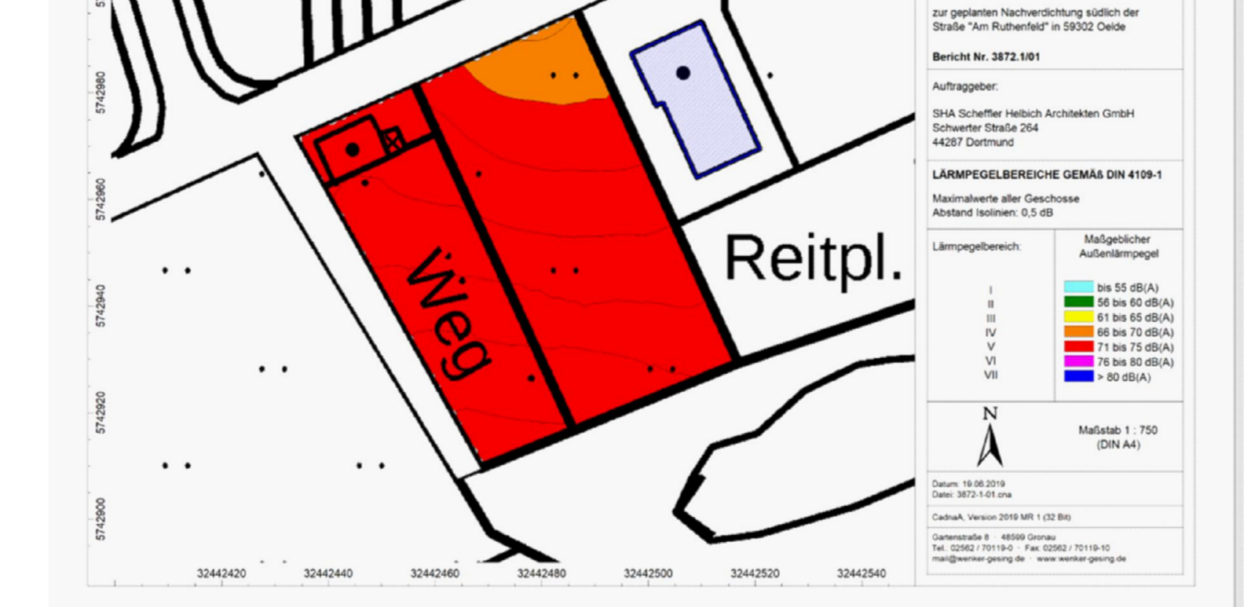 zur geplanten Nachverdichtung südlich der
Straße "Am Ruthenfeld" in 59302 Oelde
Bericht Nr. 3872.1/01
Auftraggeber:
SHA Scheffler Helbich Architekten GmbH
Schwerter Straße 264
44287 Dortmund
LÄRMPEGELBEREICHE GEMÄß DIN 4109-1
Maximalwerte aller Geschosse
Abstand Isolinien: 0,5 dB
Lärmpegelbereich:
Maßgeblicher
Außenlärmpegel
I bis 55 dB(A)
II 56 bis 60 dB(A)
III 61 bis 65 dB(A)
IV 66 bis 70 dB(A)
V 71 bis 75 dB(A)
VI 76 bis 80 dB(A)
VII > 80 dB(A)
N
Maßstab 1 : 750
(DIN A4)
Datum: 19.06.2019
Datei: 3872-1-01.cna
CadnaA, Version 2019 MR 1 (32 Bit)
Gartenstraße 8 · 48599 Gronau
Tel.: 02562 / 70119-0 · Fax: 02562 / 70119-10
mail@wenker-gesing.de · www.wenker-gesing.de
Reitpl.
Weg
5742980
5742960
5742940
5742920
5742900
32442420 32442440 32442460 32442480 32442500 32442520 32442540